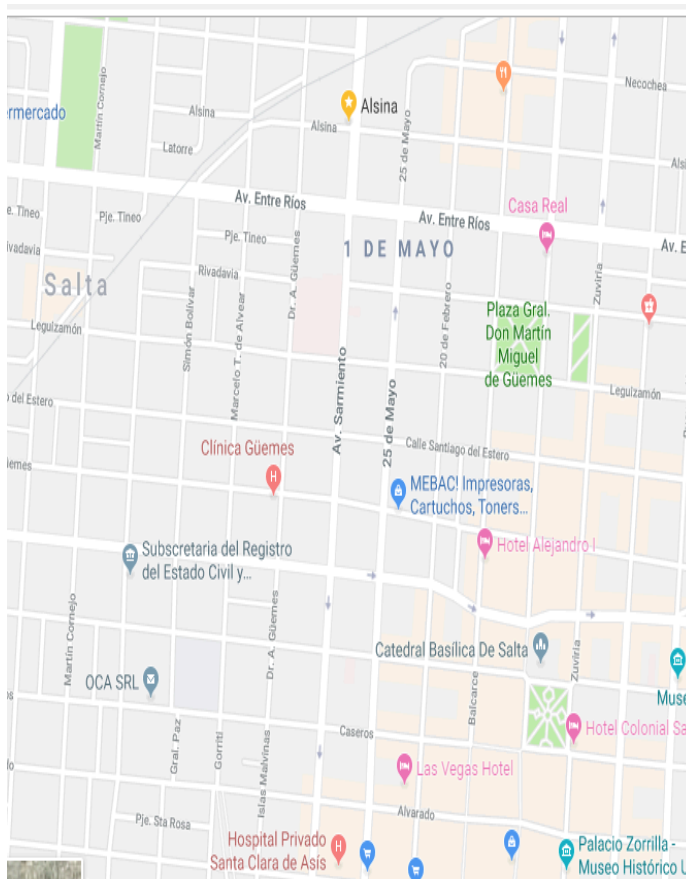 Necochea
Martín Cornejo
ermercado
Alsina
Alsina
Alsina
25 de Mayo
Latorre
Alsi
Av. Entre Ríos
Av. Entre Ríos
Casa Real
e. Tineo
Pje. Tineo
Pje. Tineo
1 DE MAYO
Av. E
ivadavia
Rivadavia
Dr. A. Güemes
Zuviría
Salta
Simón Bolívar
Marcelo T. de Alvear
20 de Febrero
Plaza Gral.
Don Martín
Miguel
de Güemes
Leguizamón
Leguizamón
Av. Sarmiento
25 de Mayo
o del Estero
Calle Santiago del Estero
Clínica Güemes
üemes
MEBAC! Impresoras,
Cartuchos, Toners...
Hotel Alejandro I
Subscretaria del Registro
del Estado Civil y...
Martín Cornejo
Dr. A. Güemes
Catedral Basílica De Salta
Zuviría
OCA SRL
Balcarce
Muse
os
Gral. Paz
Gorriti
Caseros
Hotel Colonial Sa
Islas Malvinas
Las Vegas Hotel
do
Alvarado
Pje. Sta Rosa
Hospital Privado
Santa Clara de Asís
Palacio Zorrilla -
Museo Histórico U